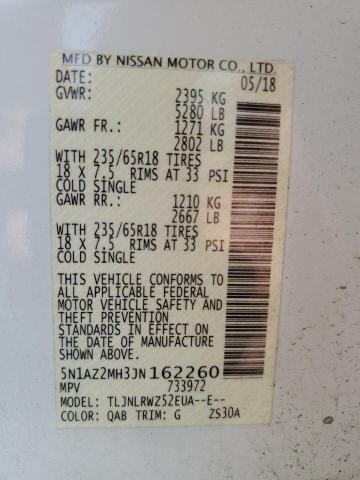 MFD BY NISSAN MOTOR CO., LTD.
DATE: 05/18
GVWR: 2395 KG
5280 LB
GAWR FR.: 1271 KG
2802 LB
WITH 235/65R18 TIRES
18 X 7.5 RIMS AT 33 PSI
COLD SINGLE
GAWR RR.: 1210 KG
2667 LB
WITH 235/65R18 TIRES
18 X 7.5 RIMS AT 33 PSI
COLD SINGLE
THIS VEHICLE CONFORMS TO
ALL APPLICABLE FEDERAL
MOTOR VEHICLE SAFETY AND
THEFT PREVENTION
STANDARDS IN EFFECT ON
THE DATE OF MANUFACTURE
SHOWN ABOVE.
5N1AZ2MH3JN162260
MPV 733972
MODEL: TLJNLRWZ52EUA--E--
COLOR: QAB TRIM: G ZS30A